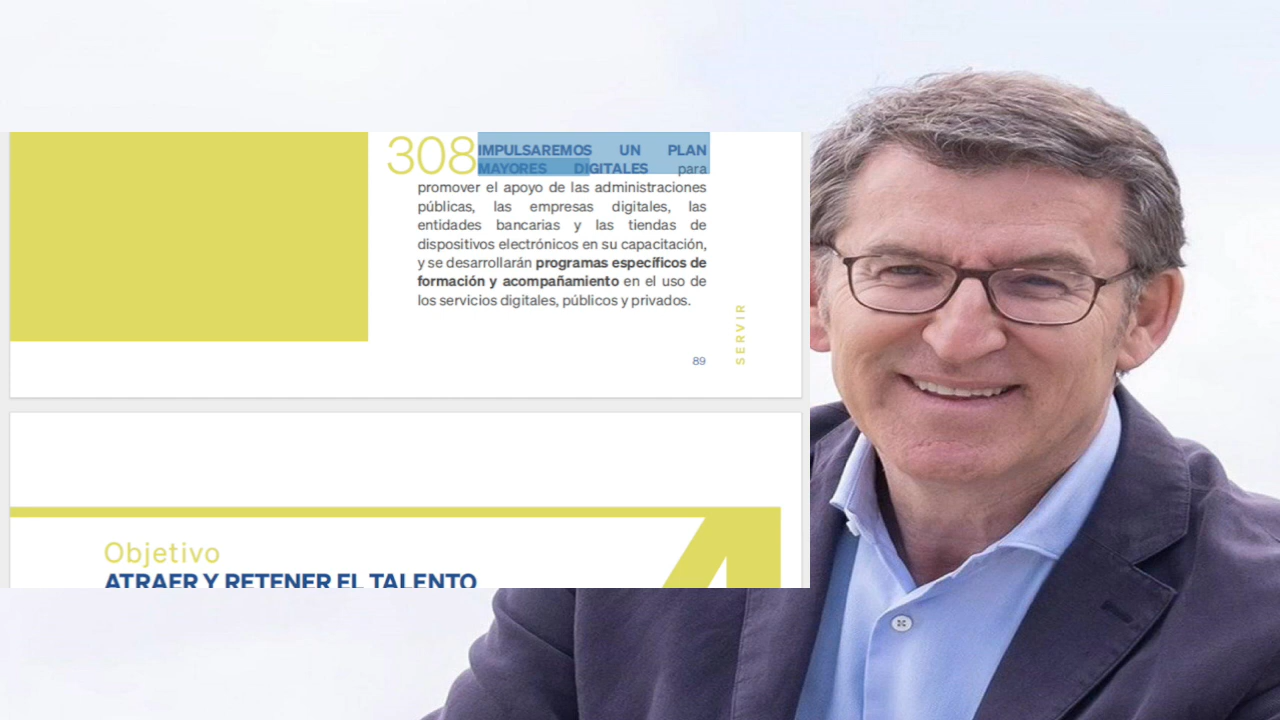 308 IMPULSAREMOS UN PLAN
MAYORES DIGITALES para
promover el apoyo de las administraciones
públicas, las empresas digitales, las
entidades bancarias y las tiendas de
dispositivos electrónicos en su capacitación,
y se desarrollarán programas específicos de
formación y acompañamiento en el uso de
los servicios digitales, públicos y privados.
SERVIR
89
Objetivo
ATRAER Y RETENER EL TALENTO
4